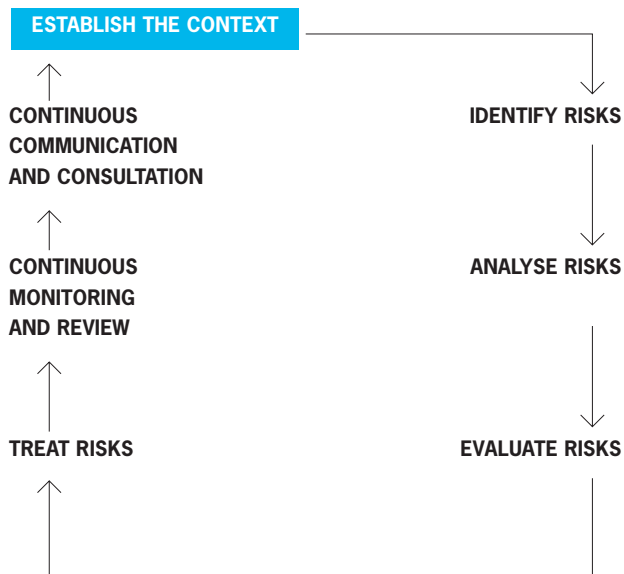 ESTABLISH THE CONTEXT
IDENTIFY RISKS
ANALYSE RISKS
EVALUATE RISKS
TREAT RISKS
CONTINUOUS
MONITORING
AND REVIEW
CONTINUOUS
COMMUNICATION
AND CONSULTATION